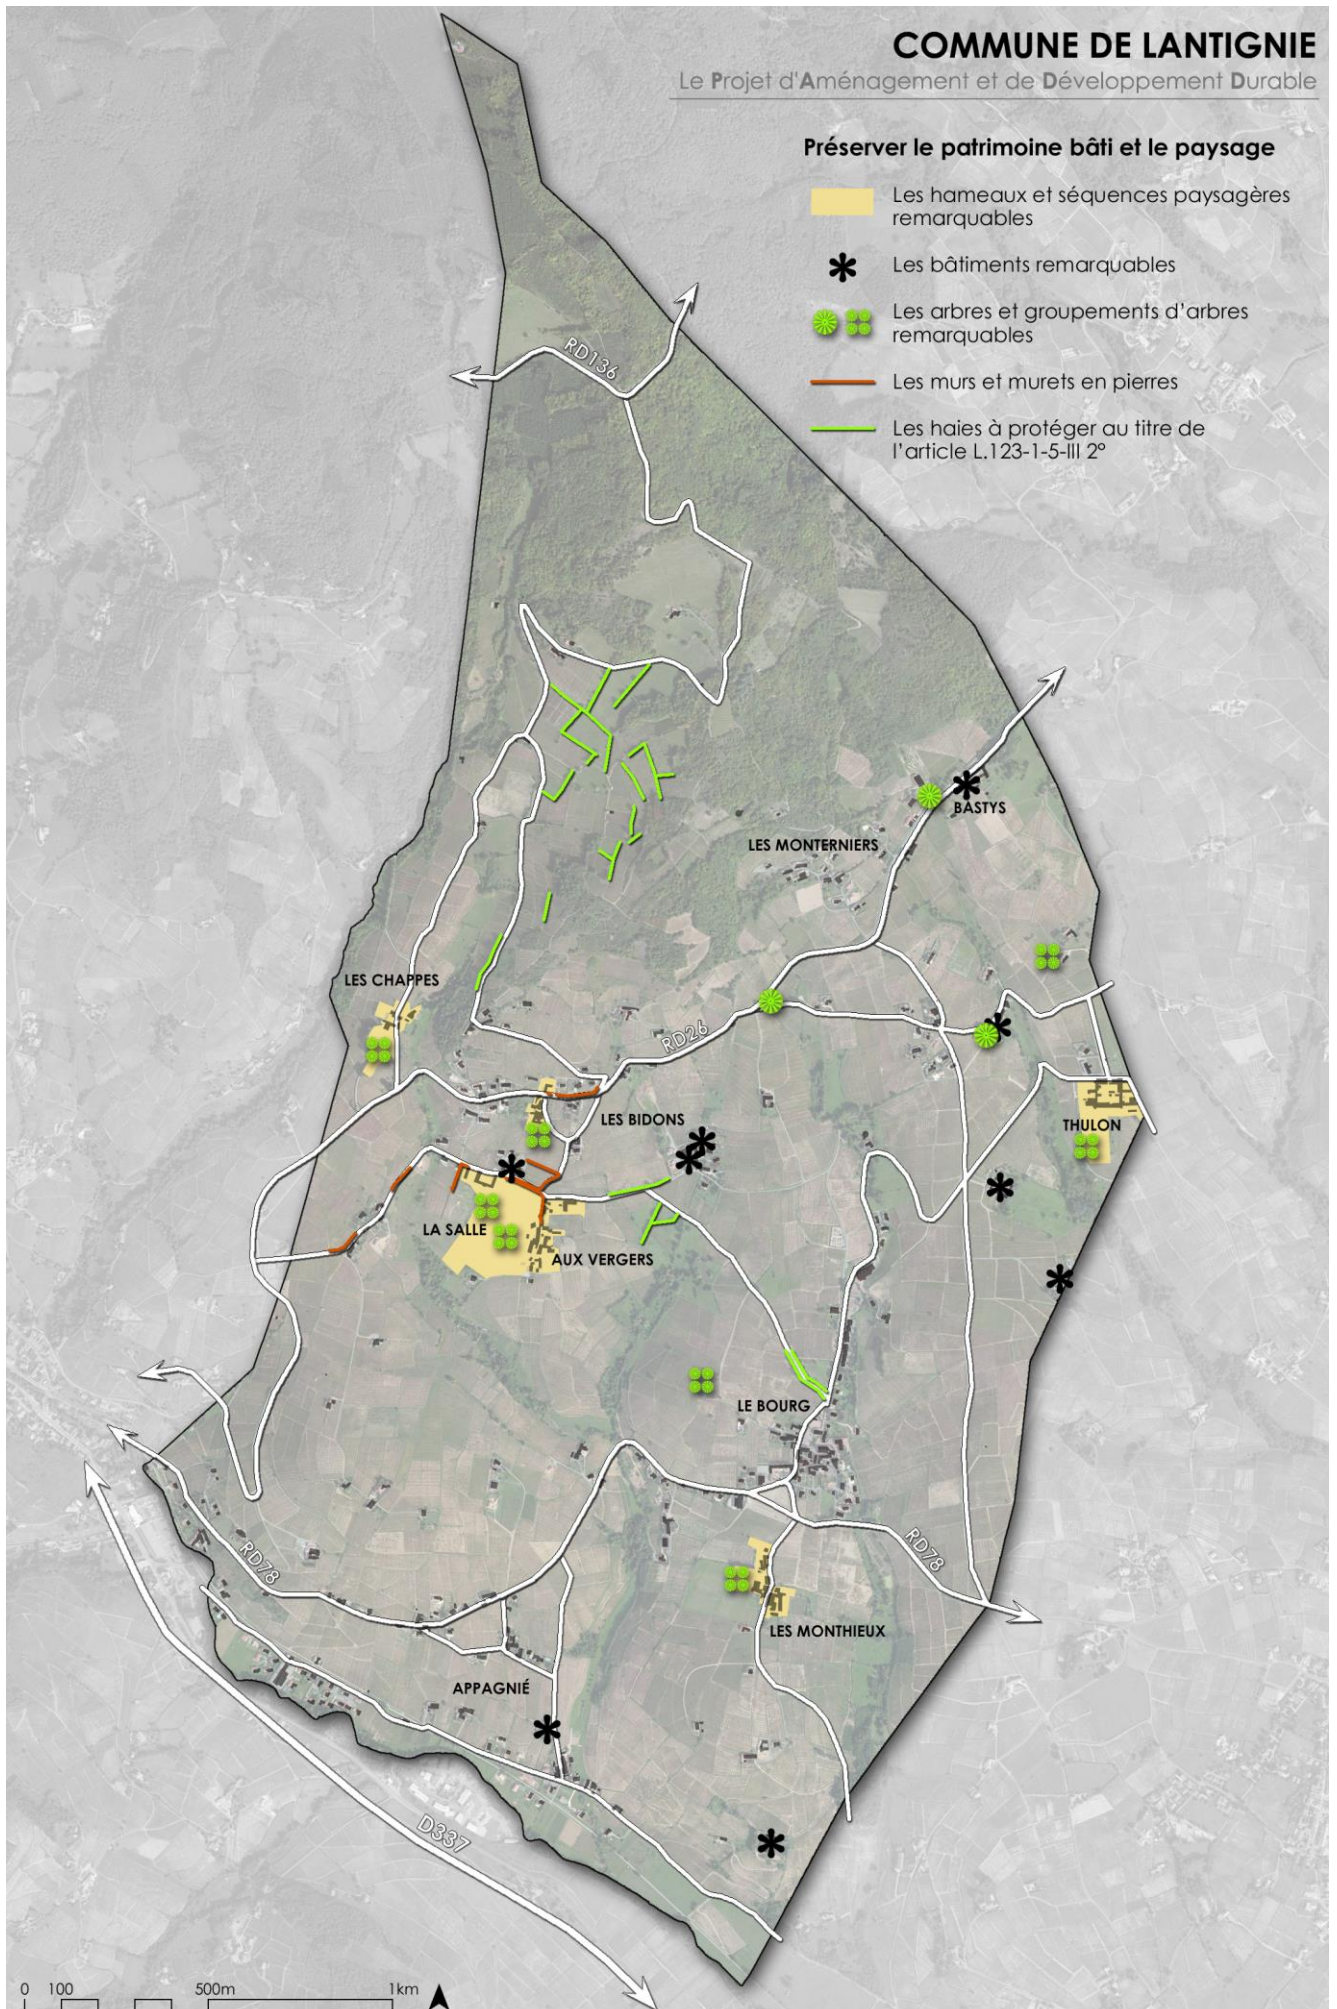 COMMUNE DE LANTIGNIE
Le Projet d'Aménagement et de Développement Durable
Préserver le patrimoine bâti et le paysage
Les hameaux et séquences paysagères
remarquables
Les bâtiments remarquables
Les arbres et groupements d'arbres
remarquables
Les murs et murets en pierres
Les haies à protéger au titre de
l'article L.123-1-5-III 2°
RD136
BASTYS
LES MONTERNIERS
LES CHAPPES
RD26
LES BIDONS
THULON
LA SALLE
AUX VERGERS
LE BOURG
RD78
RD78
LES MONTHIEUX
APPAGNIÉ
D337
0 100 500m 1km